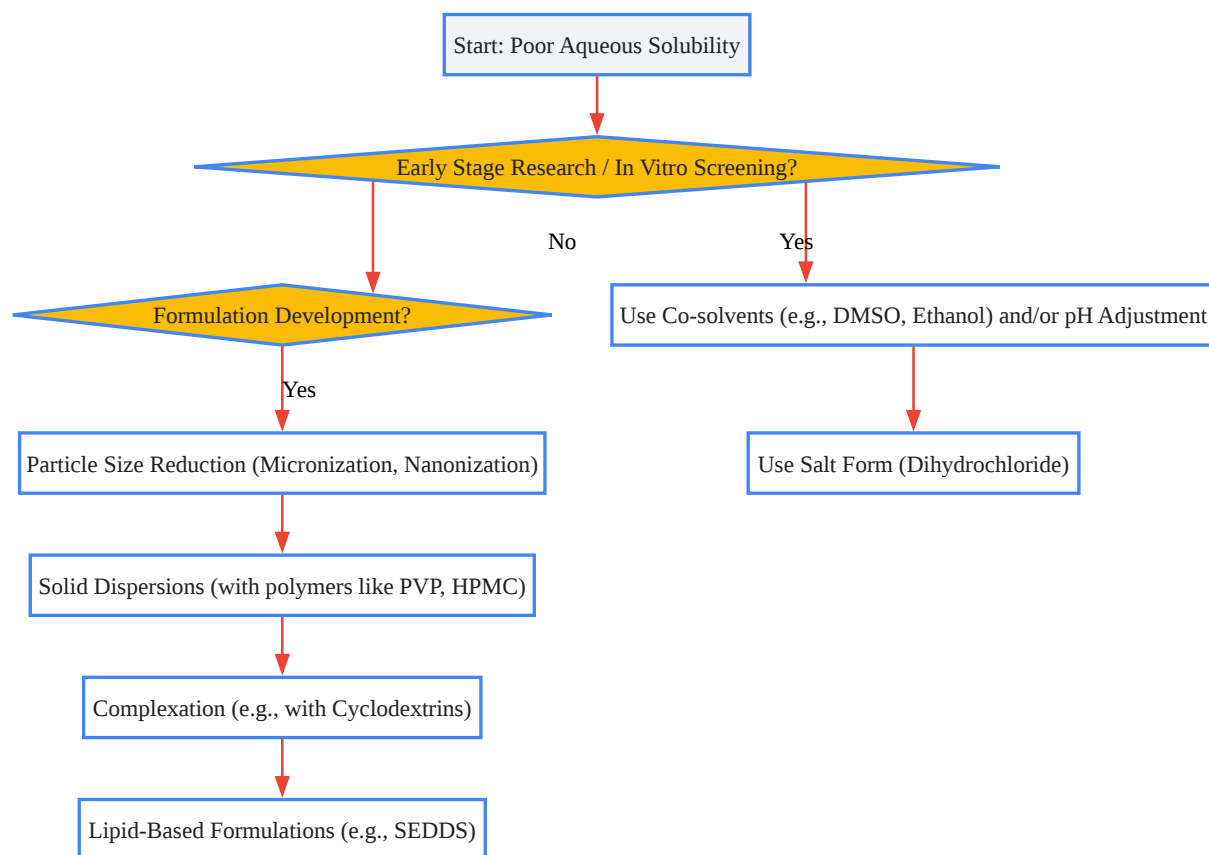 Start: Poor Aqueous Solubility
Early Stage Research / In Vitro Screening?
No
Yes
Formulation Development?
Use Co-solvents (e.g., DMSO, Ethanol) and/or pH Adjustment
Yes
Particle Size Reduction (Micronization, Nanonization)
Use Salt Form (Dihydrochloride)
Solid Dispersions (with polymers like PVP, HPMC)
Complexation (e.g., with Cyclodextrins)
Lipid-Based Formulations (e.g., SEDDS)